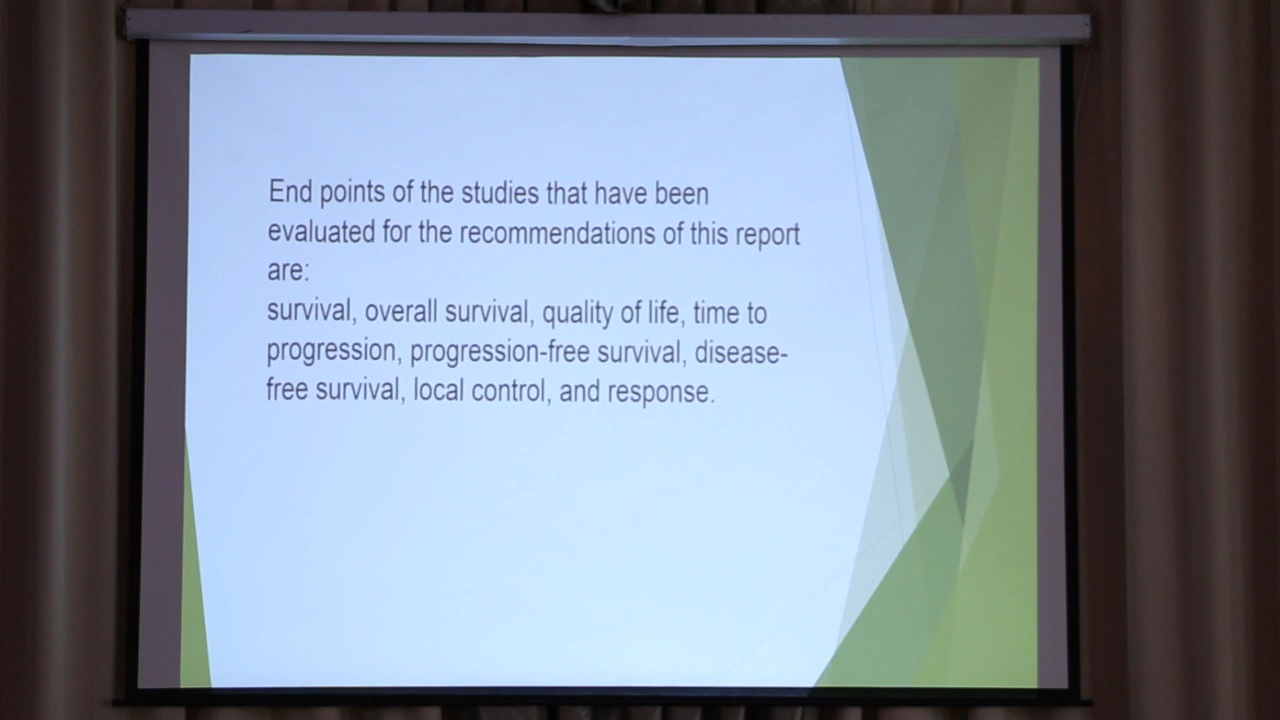 End points of the studies that have been
evaluated for the recommendations of this report
are:
survival, overall survival, quality of life, time to
progression, progression-free survival, disease-
free survival, local control, and response.